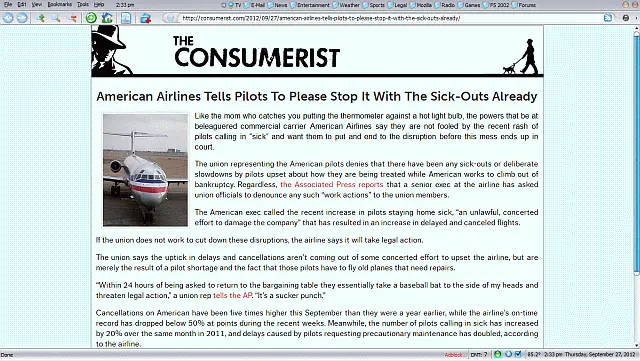 File Edit View Bookmarks Tools Help 2:33 pm TV E-Mail News Entertainment Weather Sports Legal Mozilla Radio Games PS 2002 Forums
http://consumerist.com/2012/09/27/american-airlines-tells-pilots-to-please-stop-it-with-the-sick-outs-already/
THE
CONSUMERIST
American Airlines Tells Pilots To Please Stop It With The Sick-Outs Already
Like the mom who catches you putting the thermometer against a hot light bulb, the powers that be at
beleaguered commercial carrier American Airlines say they are not fooled by the recent rash of
pilots calling in "sick" and want them to put and end to the disruption before this mess ends up in
court.
The union representing the American pilots denies that there have been any sick-outs or deliberate
slowdowns by pilots upset about how they are being treated while American works to climb out of
bankruptcy. Regardless, the Associated Press reports that a senior exec at the airline has asked
union officials to denounce any such "work actions" to the union members.
The American exec called the recent increase in pilots staying home sick, "an unlawful, concerted
effort to damage the company" that has resulted in an increase in delayed and canceled flights.
If the union does not work to cut down these disruptions, the airline says it will take legal action.
The union says the uptick in delays and cancellations aren't coming out of some concerted effort to upset the airline, but
are merely the result of a pilot shortage and the fact that those pilots have to fly old planes that need repairs.
"Within 24 hours of being asked to return to the bargaining table they essentially take a baseball bat to the side of my heads and
threaten legal action," a union rep tells the AP. "It's a sucker punch."
Cancellations on American have been five times higher this September than they were a year earlier, while the airline's on-time
record has dropped below 50% at points during the recent weeks. Meanwhile, the number of pilots calling in sick has increased
by 20% over the same month in 2011, and delays caused by pilots requesting precautionary maintenance has doubled, according
to the airline.
Done Adblock DNT: 7 85.2° 2:33 pm Thursday, September 27, 2012